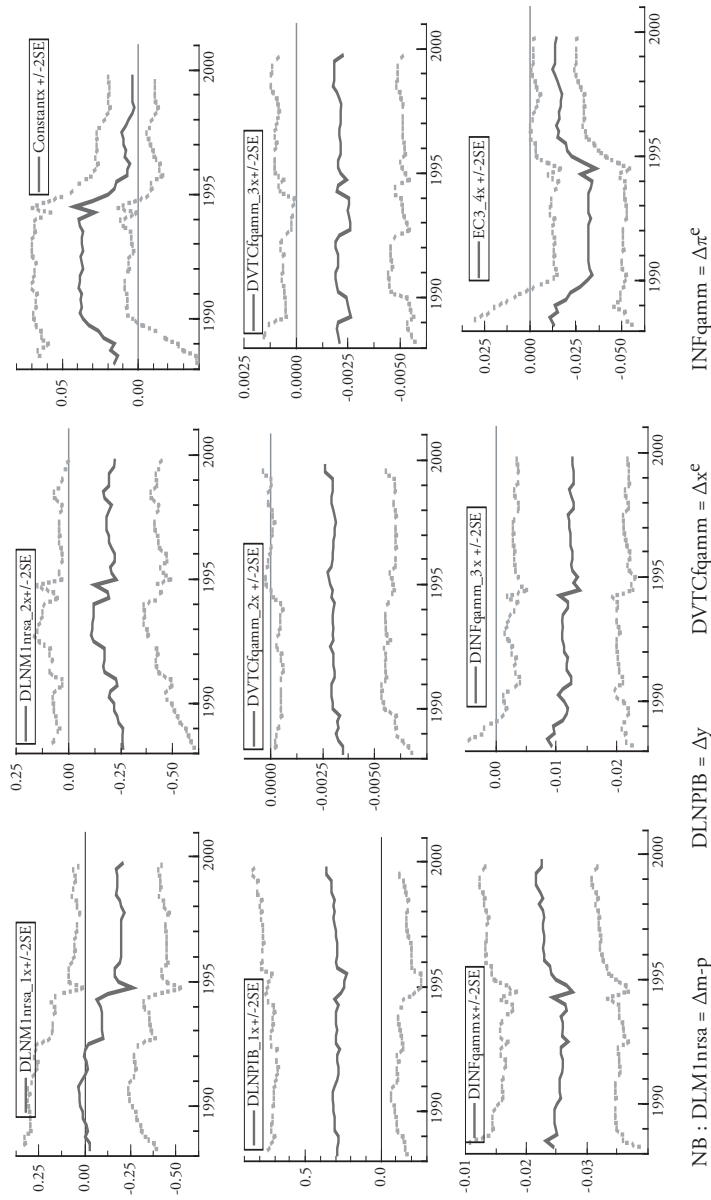 DLNM1nrsa_1x+/-2SE
0.25
0.00
-0.25
-0.50
1990 1995 2000
DLNM1nrsa_2x+/-2SE
0.25
0.00
-0.25
-0.50
1990 1995 2000
Constantx +/-2SE
0.05
0.00
1990 1995 2000
DLNPIB_1x+/-2SE
0.5
0.0
1990 1995 2000
DVTCfqamm_2x +/-2SE
0.0000
-0.0025
-0.0050
1990 1995 2000
DVTCfqamm_3x+/-2SE
0.0025
0.0000
-0.0025
-0.0050
1990 1995 2000
DINFqammx+/-2SE
-0.01
-0.02
-0.03
1990 1995 2000
DINFqamm_3x +/-2SE
0.00
-0.01
-0.02
1990 1995 2000
EC3_4x +/-2SE
0.025
0.000
-0.025
-0.050
1990 1995 2000
NB : DLM1nrsa = Δm-p DLNPIB = Δy DVTCfqamm = Δxᵉ INFqamm = Δπᵉ